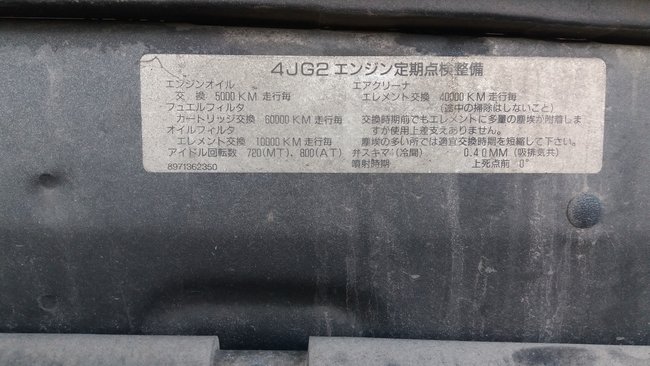 4JG2 エンジン定期点検整備
エンジンオイル
交 換 5000 KM 走行毎
フュエルフィルタ
カートリッジ交換 60000 KM 走行毎
オイルフィルタ
エレメント交換 10000 KM 走行毎
アイドル回転数 720(MT)、800(AT)
8971362350
エアクリーナ
エレメント交換 40000 KM 走行毎
(途中の掃除はしないこと)
交換時期前でもエレメントに多量の塵埃が附着しま
すが使用上差支えありません。
塵埃の多い所では適宜交換時期を短縮して下さい。
弁スキマ (冷間) 0.40 MM (吸排気共)
噴射時期 上死点前 0°